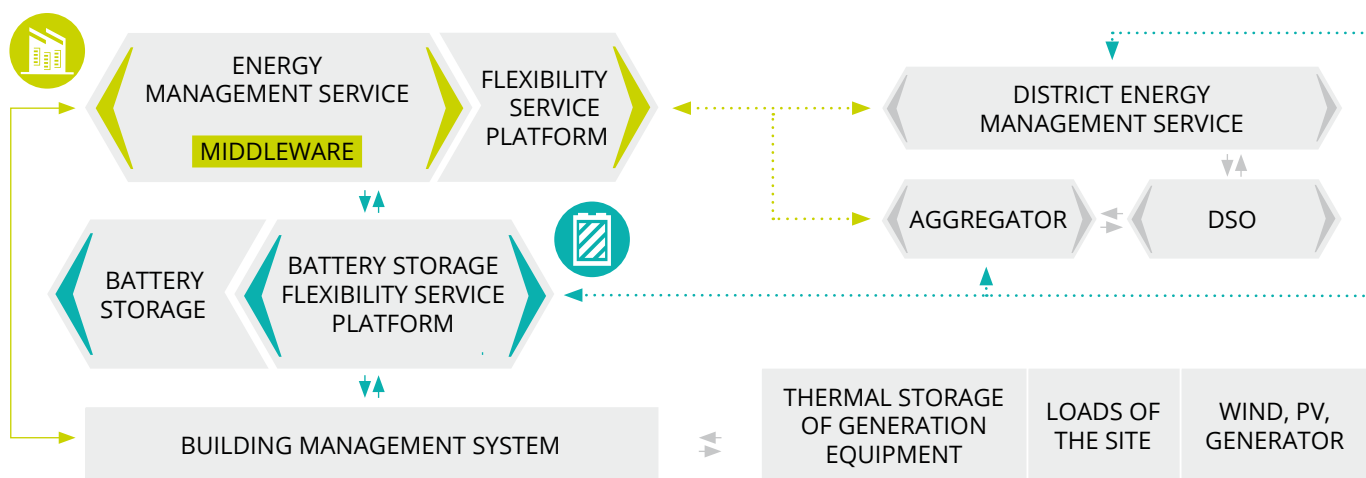 ENERGY
MANAGEMENT SERVICE
MIDDLEWARE
FLEXIBILITY
SERVICE
PLATFORM
DISTRICT ENERGY
MANAGEMENT SERVICE
AGGREGATOR
DSO
BATTERY
STORAGE
BATTERY STORAGE
FLEXIBILITY SERVICE
PLATFORM
BUILDING MANAGEMENT SYSTEM
THERMAL STORAGE
OF GENERATION
EQUIPMENT
LOADS OF
THE SITE
WIND, PV,
GENERATOR